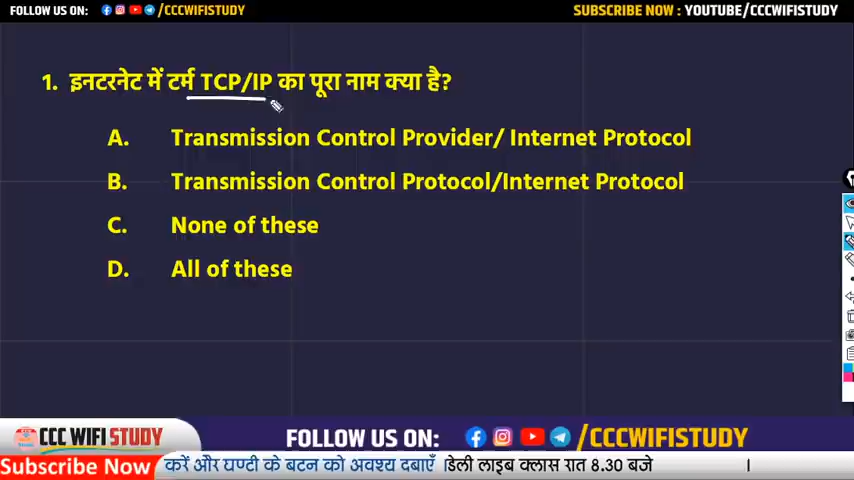 FOLLOW US ON: /CCCWIFISTUDY
SUBSCRIBE NOW : YOUTUBE/CCCWIFISTUDY
1. इनटरनेट में टर्म TCP/IP का पूरा नाम क्या है?
A. Transmission Control Provider/ Internet Protocol
B. Transmission Control Protocol/Internet Protocol
C. None of these
D. All of these
CCC WIFI STUDY
FOLLOW US ON: /CCCWIFISTUDY
Subscribe Now करें और घण्टी के बटन को अवश्य दबाएँ । डेली लाइब क्लास रात 8.30 बजे ।